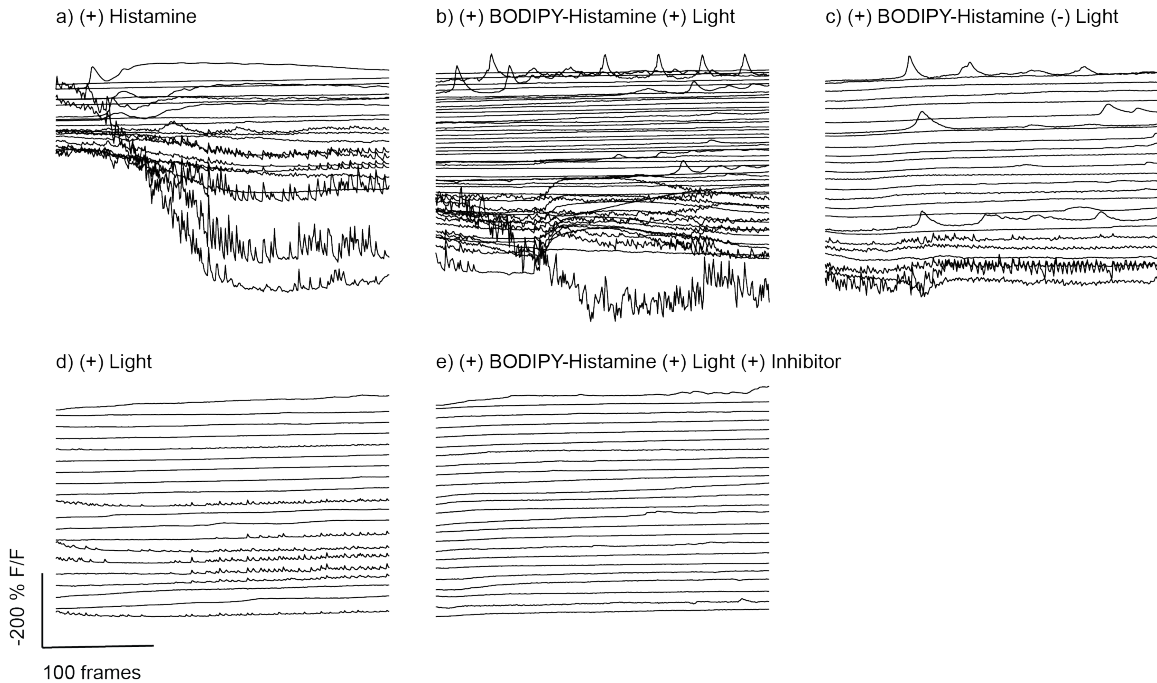 a) (+) Histamine
b) (+) BODIPY-Histamine (+) Light
c) (+) BODIPY-Histamine (-) Light
d) (+) Light
e) (+) BODIPY-Histamine (+) Light (+) Inhibitor
-200 % F/F
100 frames